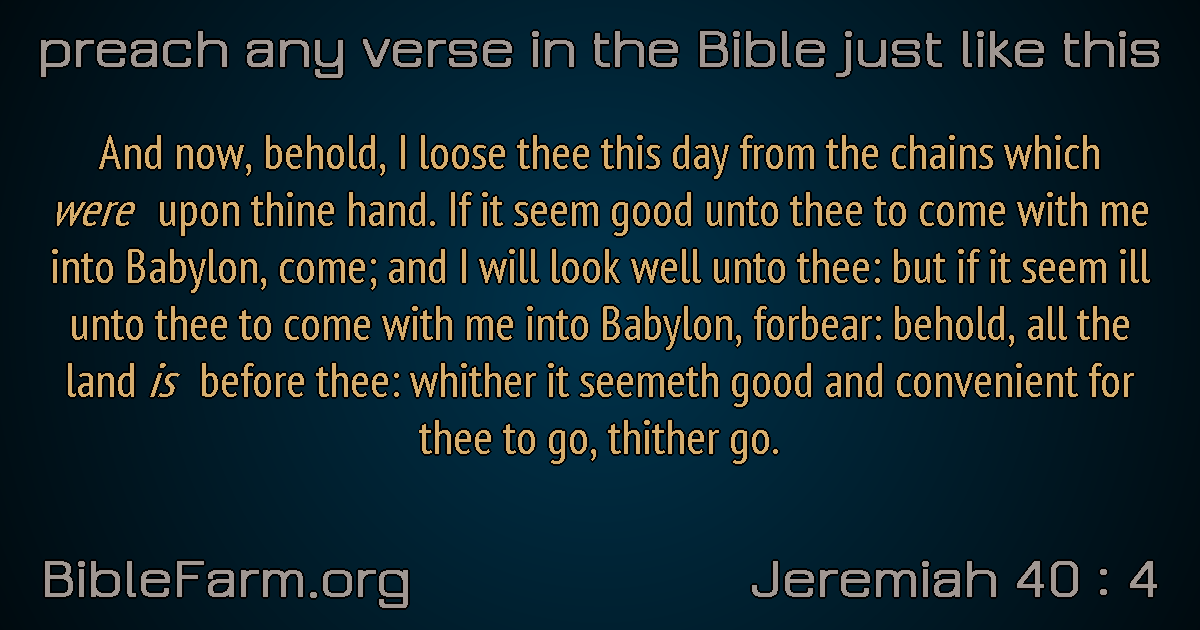 preach any verse in the Bible just like this
And now, behold, I loose thee this day from the chains which
were upon thine hand. If it seem good unto thee to come with me
into Babylon, come; and I will look well unto thee: but if it seem ill
unto thee to come with me into Babylon, forbear: behold, all the
land is before thee: whither it seemeth good and convenient for
thee to go, thither go.
BibleFarm.org
Jeremiah 40 : 4